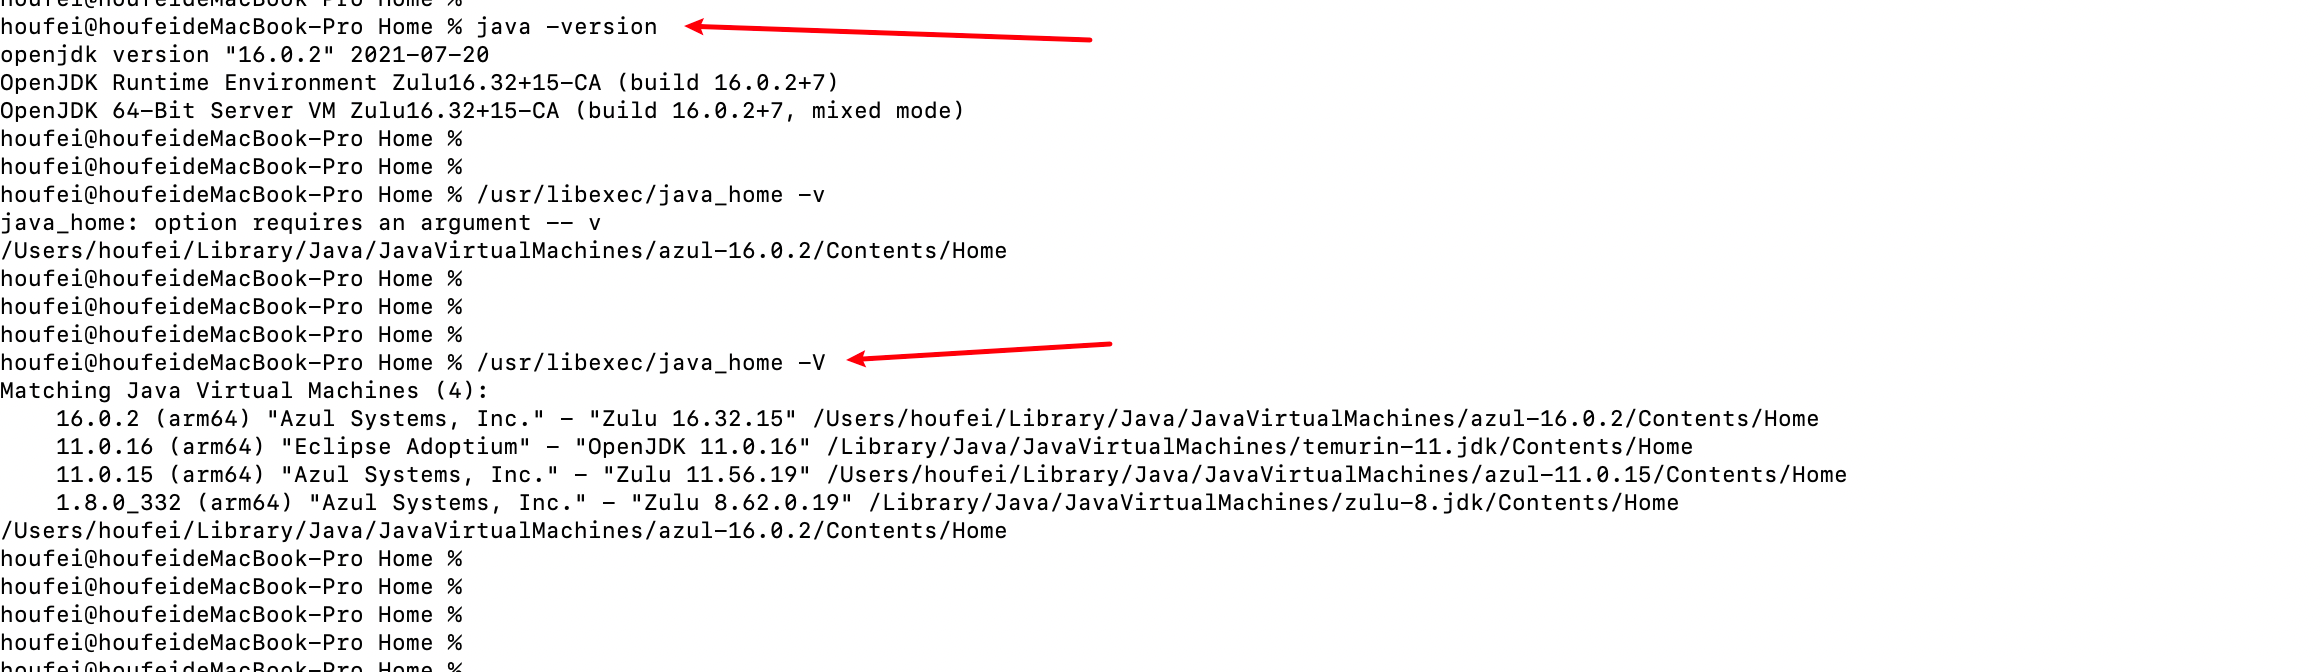 houfei@houfeideMacBook-Pro Home %
houfei@houfeideMacBook-Pro Home % java -version
openjdk version "16.0.2" 2021-07-20
OpenJDK Runtime Environment Zulu16.32+15-CA (build 16.0.2+7)
OpenJDK 64-Bit Server VM Zulu16.32+15-CA (build 16.0.2+7, mixed mode)
houfei@houfeideMacBook-Pro Home %
houfei@houfeideMacBook-Pro Home %
houfei@houfeideMacBook-Pro Home % /usr/libexec/java_home -v
java_home: option requires an argument -- v
/Users/houfei/Library/Java/JavaVirtualMachines/azul-16.0.2/Contents/Home
houfei@houfeideMacBook-Pro Home %
houfei@houfeideMacBook-Pro Home %
houfei@houfeideMacBook-Pro Home %
houfei@houfeideMacBook-Pro Home % /usr/libexec/java_home -V
Matching Java Virtual Machines (4):
    16.0.2 (arm64) "Azul Systems, Inc." - "Zulu 16.32.15" /Users/houfei/Library/Java/JavaVirtualMachines/azul-16.0.2/Contents/Home
    11.0.16 (arm64) "Eclipse Adoptium" - "OpenJDK 11.0.16" /Library/Java/JavaVirtualMachines/temurin-11.jdk/Contents/Home
    11.0.15 (arm64) "Azul Systems, Inc." - "Zulu 11.56.19" /Users/houfei/Library/Java/JavaVirtualMachines/azul-11.0.15/Contents/Home
    1.8.0_332 (arm64) "Azul Systems, Inc." - "Zulu 8.62.0.19" /Library/Java/JavaVirtualMachines/zulu-8.jdk/Contents/Home
/Users/houfei/Library/Java/JavaVirtualMachines/azul-16.0.2/Contents/Home
houfei@houfeideMacBook-Pro Home %
houfei@houfeideMacBook-Pro Home %
houfei@houfeideMacBook-Pro Home %
houfei@houfeideMacBook-Pro Home %
houfei@houfeideMacBook-Pro Home %